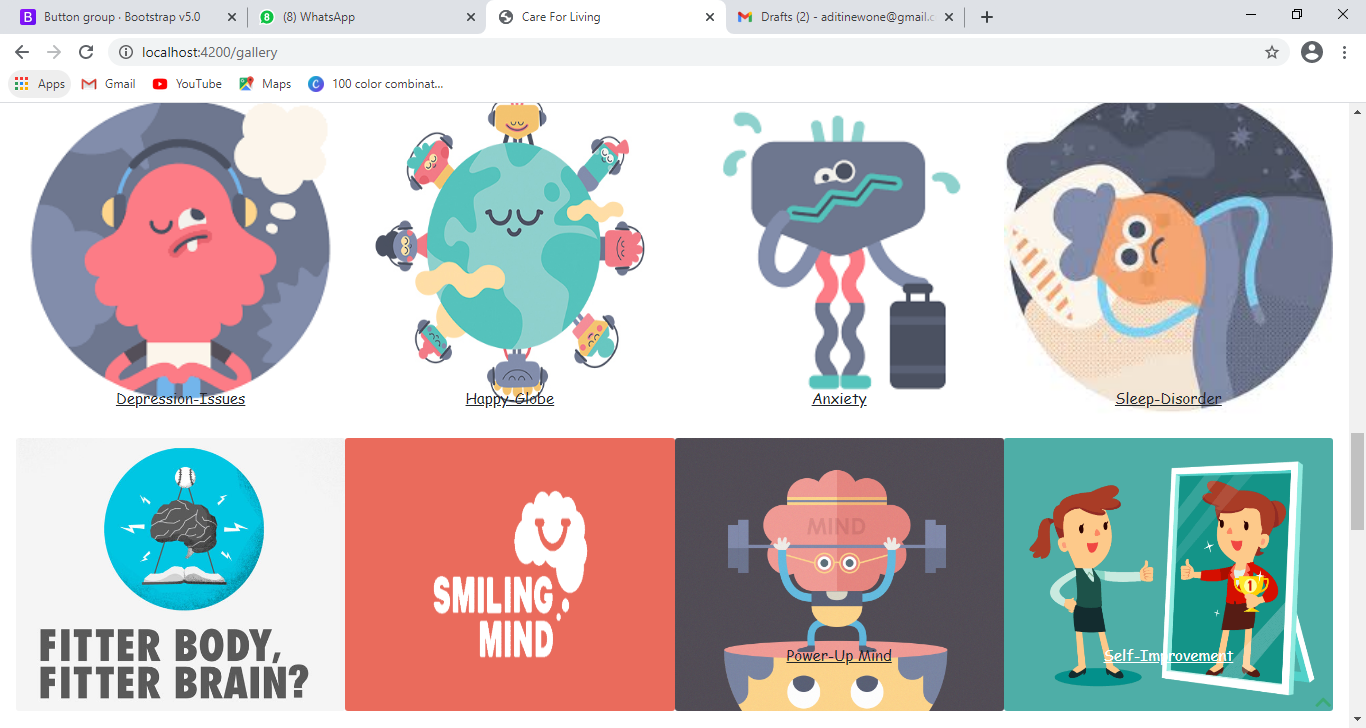 Button group · Bootstrap v5.0
(8) WhatsApp
Care For Living
Drafts (2) - aditinewone@gmail.c
localhost:4200/gallery
Apps
Gmail
YouTube
Maps
100 color combinat...
Depression-Issues
Happy-Globe
Anxiety
Sleep-Disorder
FITTER BODY,
FITTER BRAIN?
SMILING
MIND
MIND
Power-Up Mind
1
Self-Improvement